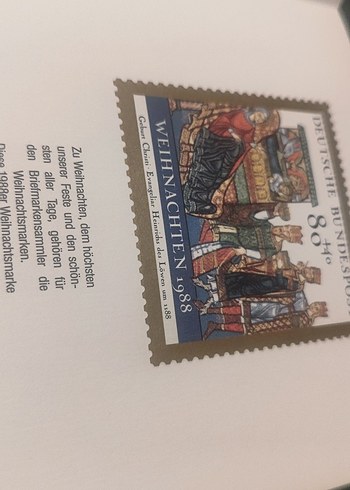 DEUTSCHE BUNDESPOST
80+40
WEIHNACHTEN 1988
Geburt Christi · Evangeliar Heinrichs des Löwen um 1188
Zu Weihnachten, dem höchsten
unserer Feste und den schön-
sten aller Tage, gehören für
den Briefmarkensammler die
Weihnachtsmarken.
Diese 1988er Weihnachtsmarke